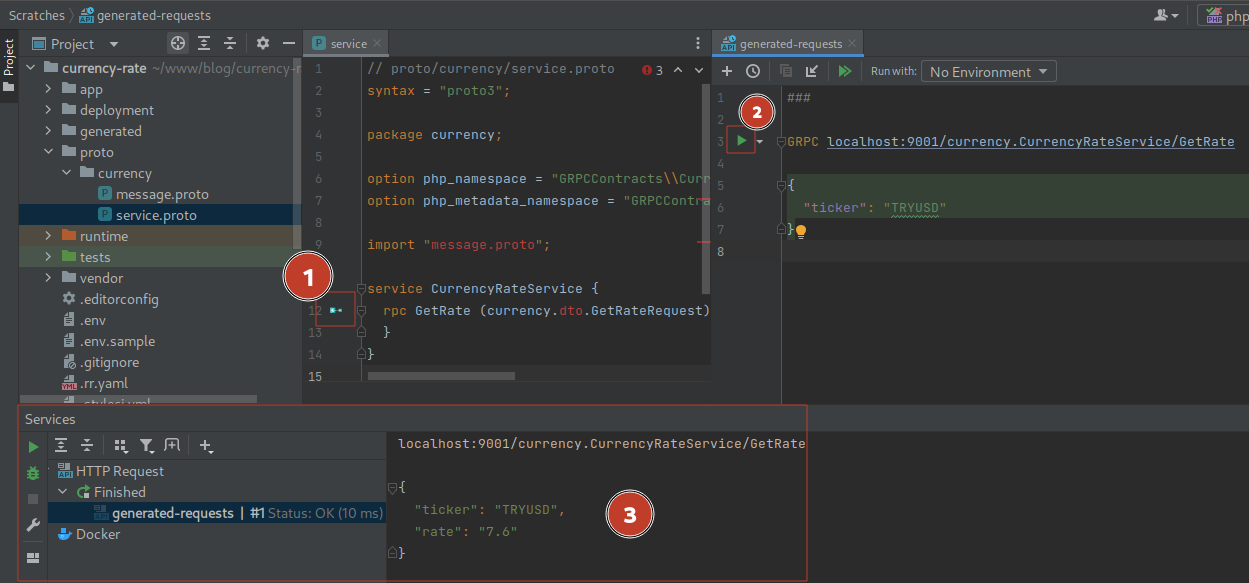 Scratches
generated-requests
php
Project
Project
service
generated-requests
currency-rate ~/www/blog/currency-r
app
deployment
generated
proto
currency
message.proto
service.proto
runtime
tests
vendor
.editorconfig
.env
.env.sample
.gitignore
.rr.yaml
.styleci.yml
1 // proto/currency/service.proto
3
2 syntax = "proto3";
3
4 package currency;
5
6 option php_namespace = "GRPCContracts\\Curr
7 option php_metadata_namespace = "GRPCContra
8
9 import "message.proto";
1
service CurrencyRateService {
12 rpc GetRate (currency.dto.GetRateRequest)
13 }
14 }
15
Run with: No Environment
1 ###
2
2
3 GRPC localhost:9001/currency.CurrencyRateService/GetRate
4
5 {
6 "ticker": "TRYUSD"
7 }
8
Services
HTTP Request
Finished
generated-requests | #1 Status: OK (10 ms)
Docker
localhost:9001/currency.CurrencyRateService/GetRate
{
"ticker": "TRYUSD",
"rate": "7.6"
}
3